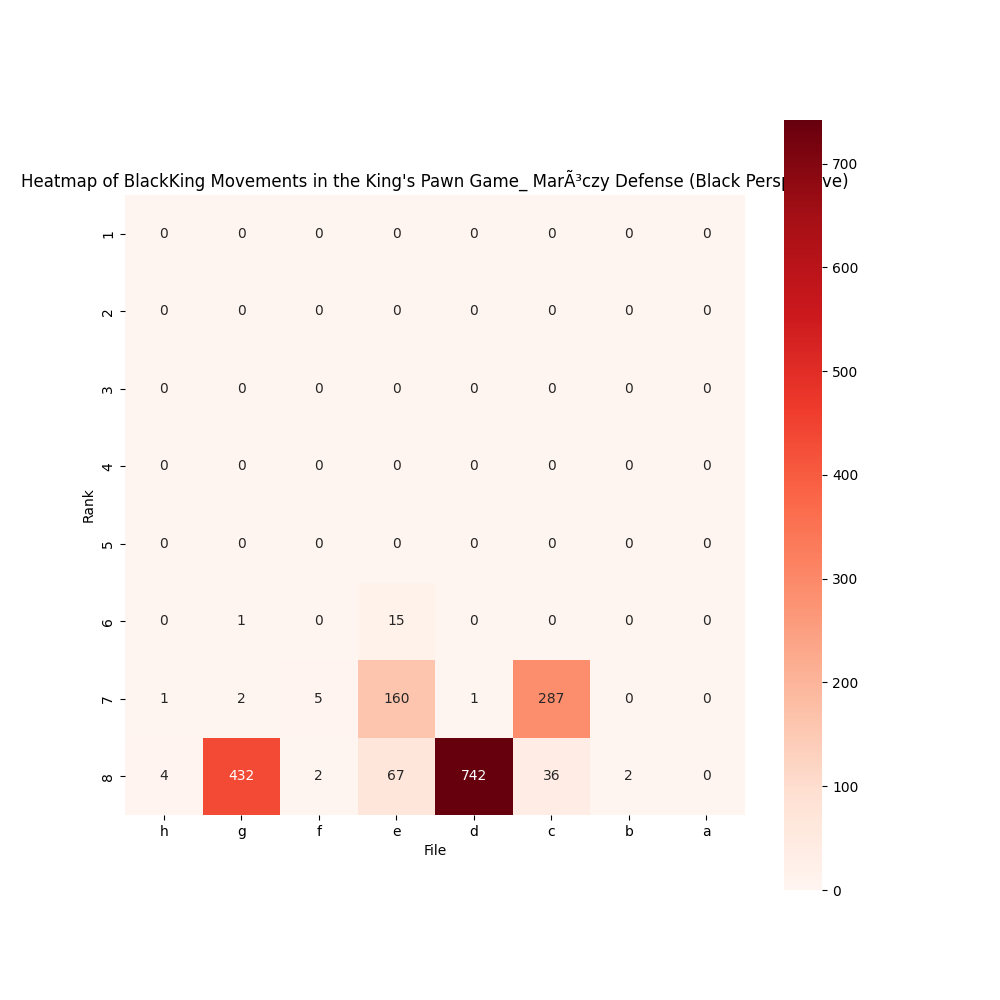 Heatmap of BlackKing Movements in the King's Pawn Game_ MarÃ³czy Defense (Black Perspective)
700
600
500
400
300
200
100
0
1 0 0 0 0 0 0 0 0
2 0 0 0 0 0 0 0 0
3 0 0 0 0 0 0 0 0
4 0 0 0 0 0 0 0 0
Rank
5 0 0 0 0 0 0 0 0
6 0 1 0 15 0 0 0 0
7 1 2 5 160 1 287 0 0
8 4 432 2 67 742 36 2 0
h g f e d c b a
File